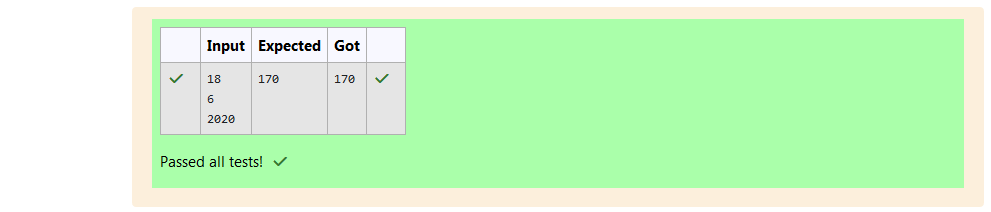 Input Expected Got
18 170 170
6
2020
Passed all tests!